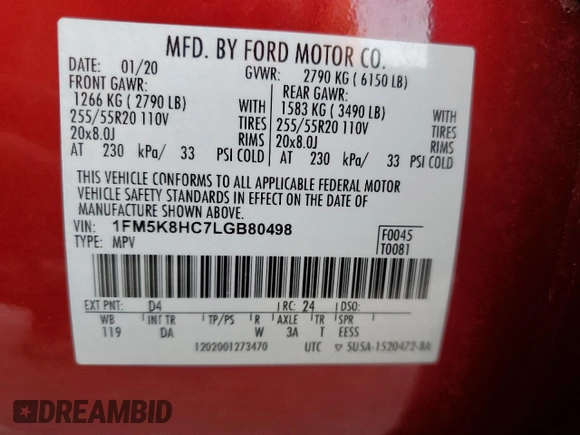 MFD. BY FORD MOTOR CO.
DATE: 01/20 GVWR: 2790 KG ( 6150 LB)
FRONT GAWR: REAR GAWR:
1266 KG ( 2790 LB) 1583 KG ( 3490 LB)
255/55R20 110V TIRES 255/55R20 110V TIRES
20x8.0J RIMS 20x8.0J RIMS
AT 230 kPa/ 33 PSI COLD AT 230 kPa/ 33 PSI COLD
THIS VEHICLE CONFORMS TO ALL APPLICABLE FEDERAL MOTOR
VEHICLE SAFETY STANDARDS IN EFFECT ON THE DATE OF
MANUFACTURE SHOWN ABOVE.
VIN: 1FM5K8HC7LGB80498 F0045
TYPE: MPV T0081
EXT PNT: D4 RC: 24 DSO:
WB INT TR TP/PS R AXLE TR SPR
119 DA W 3A T EESS
1202001273470 UTC ▽ 5U5A-1520472-BA
DREAMBID